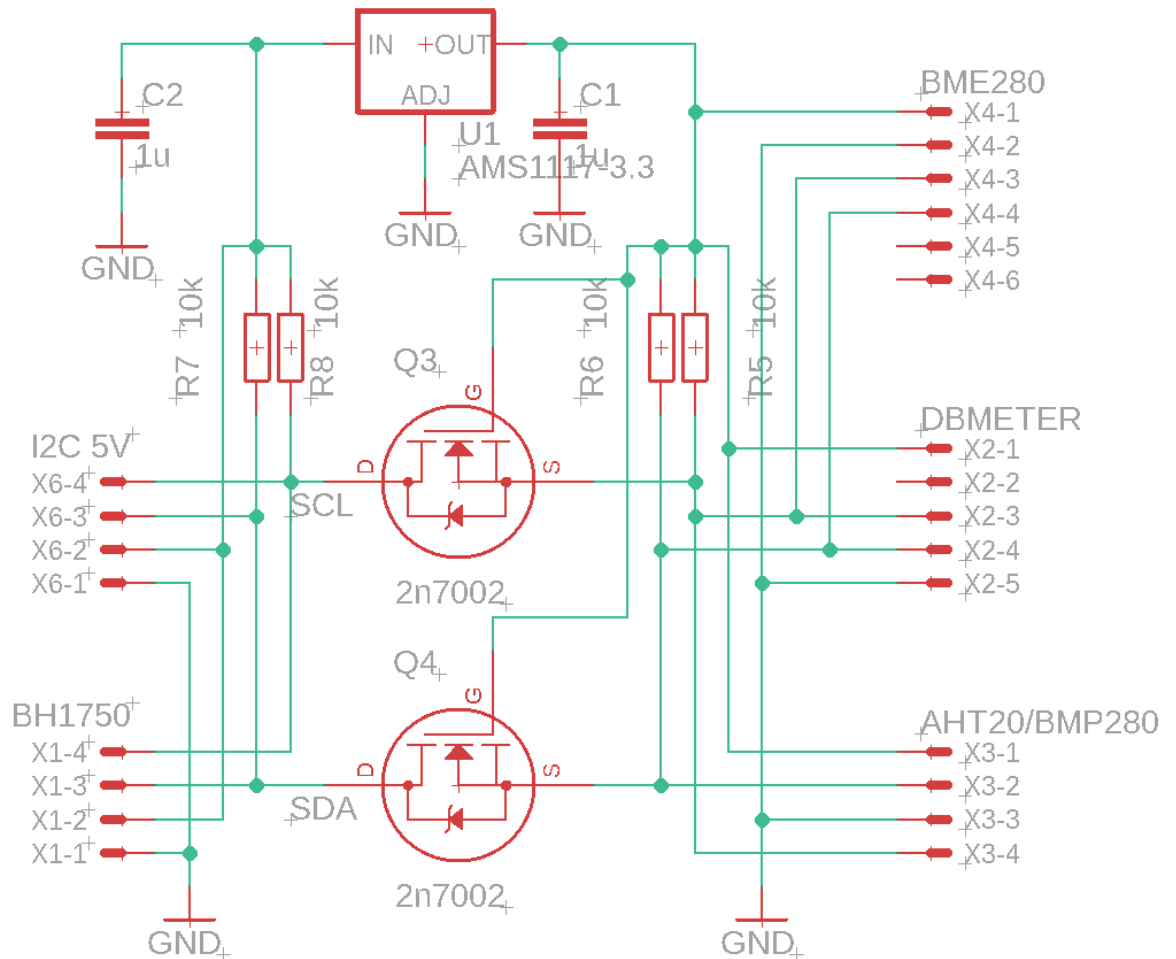 IN
OUT
ADJ
C2
1u
C1
1u
U1
AMS1117-3.3
GND
GND
GND
BME280
X4-1
X4-2
X4-3
X4-4
X4-5
X4-6
10k
R7
10k
R8
10k
R6
10k
R5
Q3
G
D
S
SCL
2n7002
I2C 5V
X6-4
X6-3
X6-2
X6-1
DBMETER
X2-1
X2-2
X2-3
X2-4
X2-5
Q4
G
D
S
SDA
2n7002
BH1750
X1-4
X1-3
X1-2
X1-1
AHT20/BMP280
X3-1
X3-2
X3-3
X3-4
GND
GND